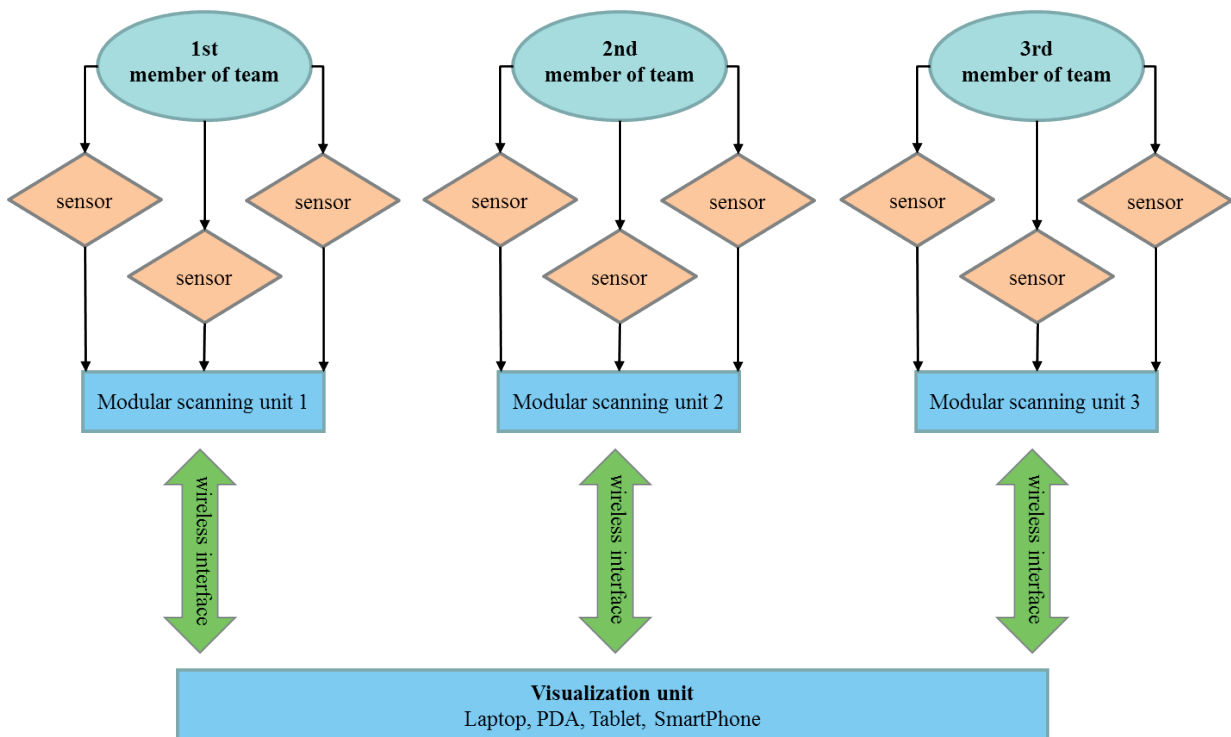 1st
member of team
2nd
member of team
3rd
member of team
sensor
sensor
sensor
sensor
sensor
sensor
sensor
sensor
sensor
Modular scanning unit 1
Modular scanning unit 2
Modular scanning unit 3
wireless interface
wireless interface
wireless interface
Visualization unit
Laptop, PDA, Tablet, SmartPhone